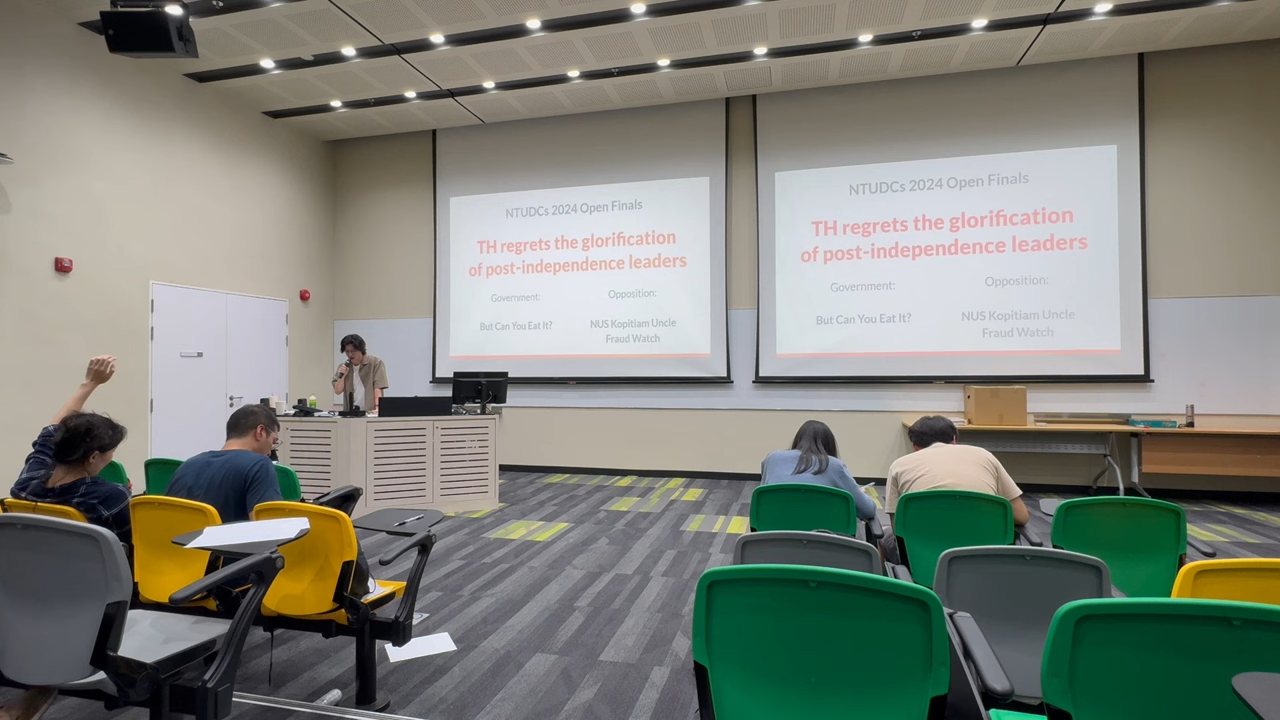 NTUDCs 2024 Open Finals
TH regrets the glorification
of post-independence leaders
Government:
Opposition:
But Can You Eat It?
NUS Kopitiam Uncle
Fraud Watch
NTUDCs 2024 Open Finals
TH regrets the glorification
of post-independence leaders
Government:
Opposition:
But Can You Eat It?
NUS Kopitiam Uncle
Fraud Watch